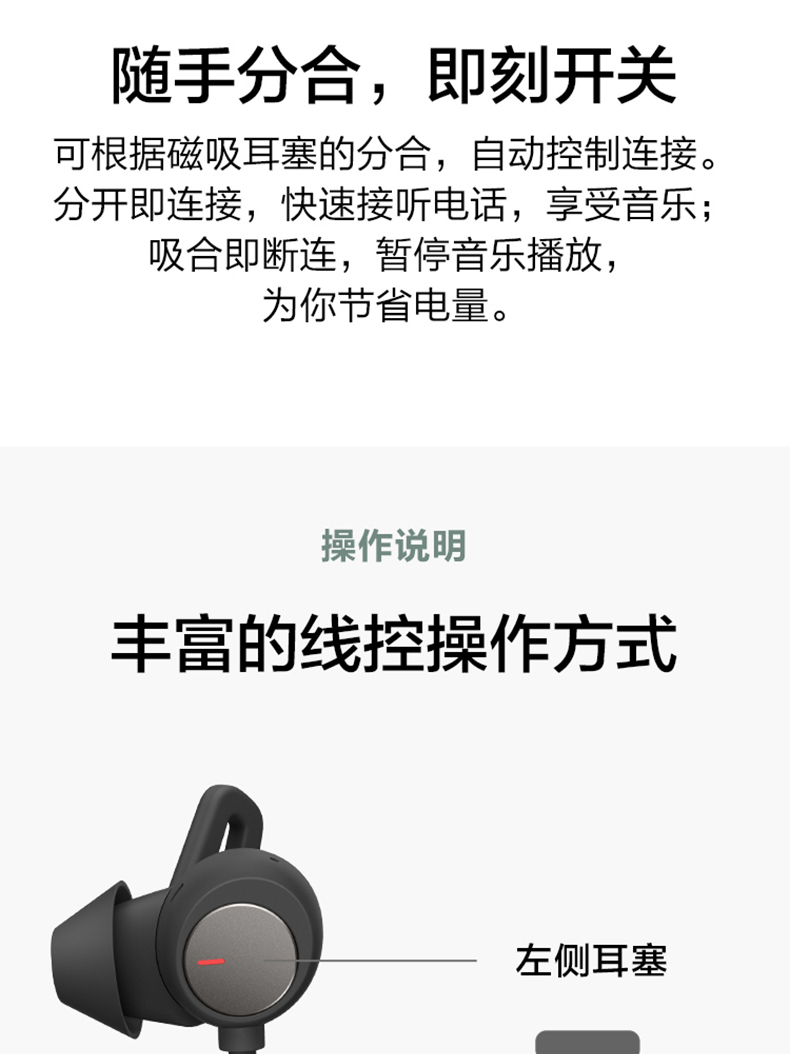 随手分合，即刻开关
可根据磁吸耳塞的分合，自动控制连接。
分开即连接，快速接听电话，享受音乐；
吸合即断连，暂停音乐播放，
为你节省电量。
操作说明
丰富的线控操作方式
左侧耳塞